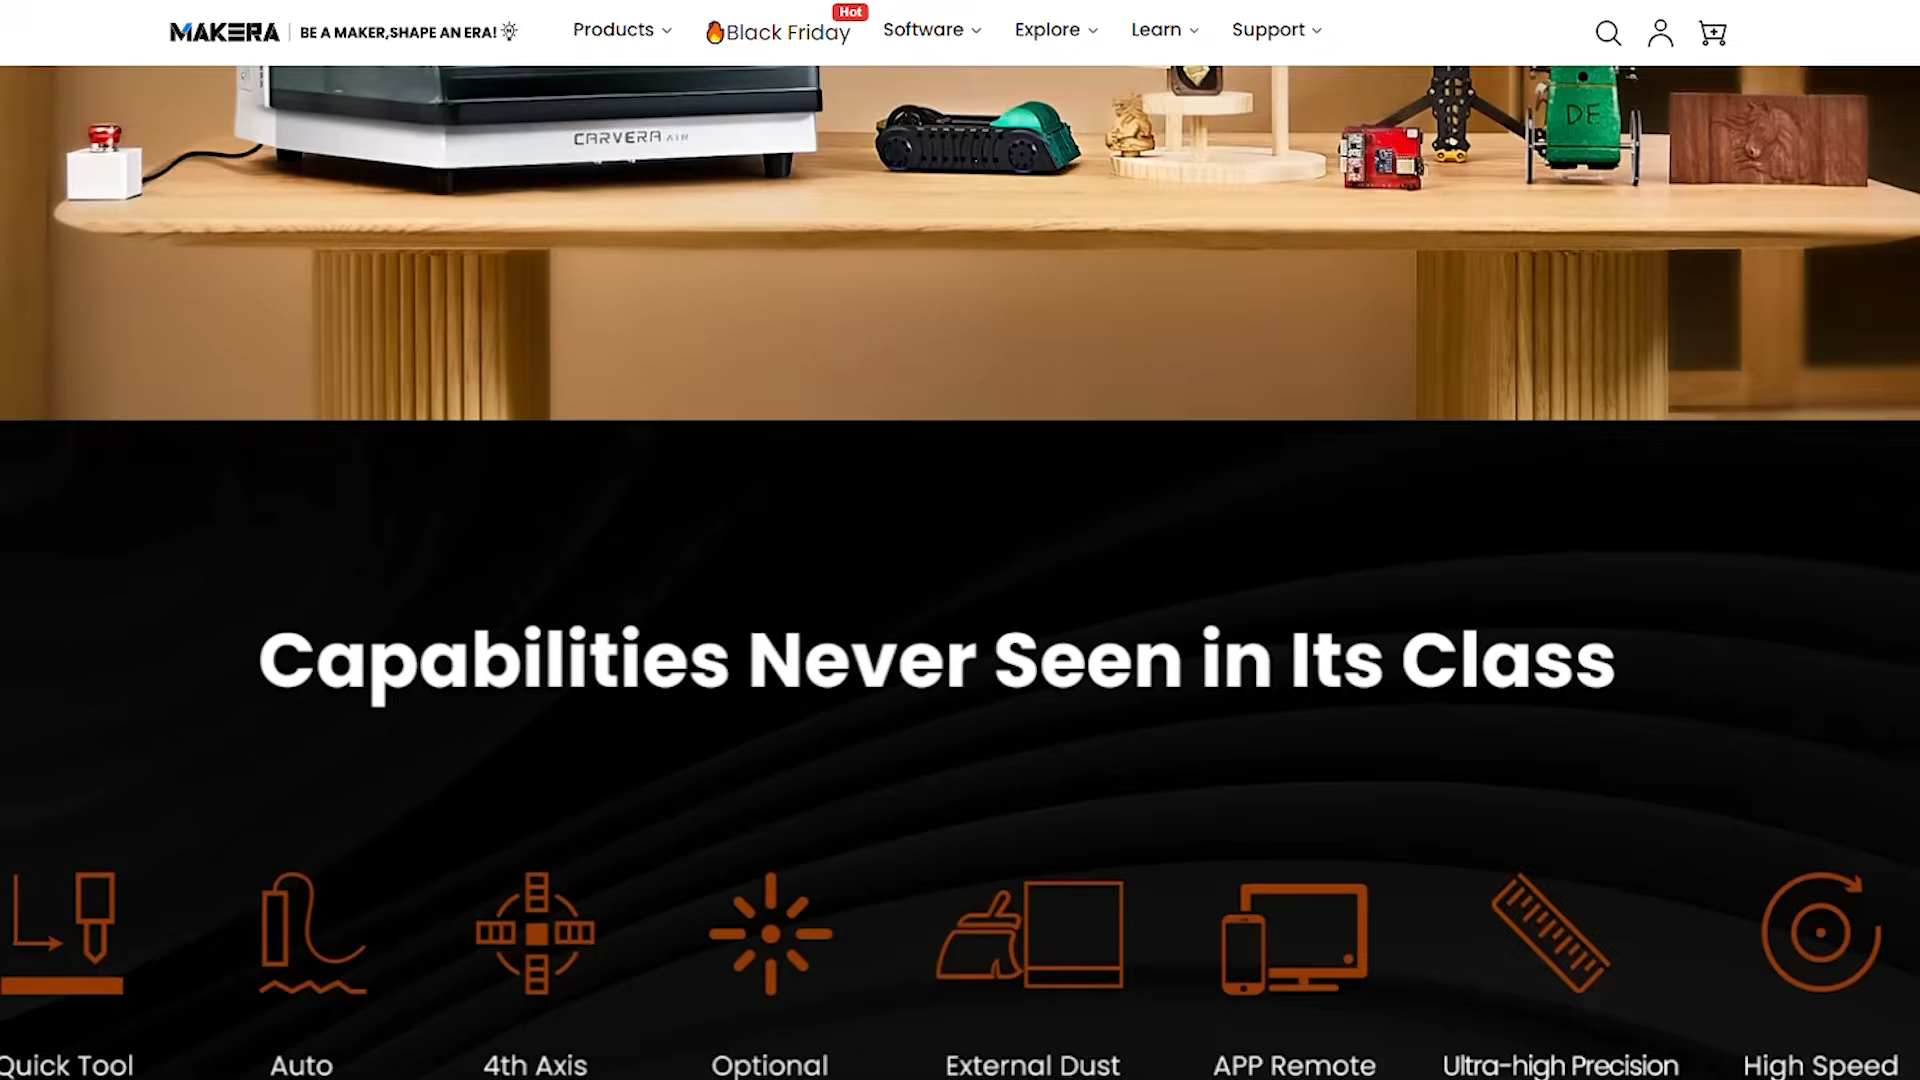 MAKERA BE A MAKER,SHAPE AN ERA!
Products Black Friday Hot Software Explore Learn Support
CARVERA AIR
DE
Capabilities Never Seen in Its Class
Quick Tool Auto 4th Axis Optional External Dust APP Remote Ultra-high Precision High Speed